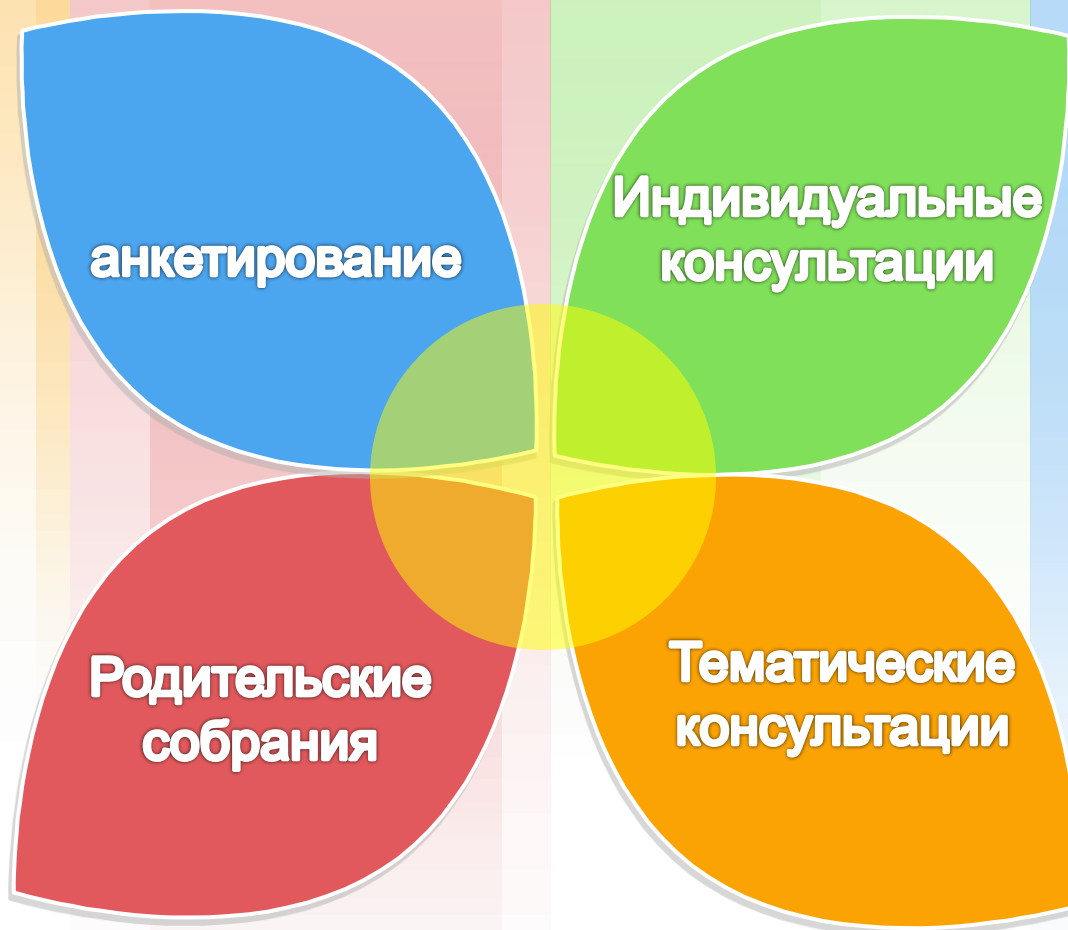 анкетирование
Индивидуальные
консультации
Родительские
собрания
Тематические
консультации